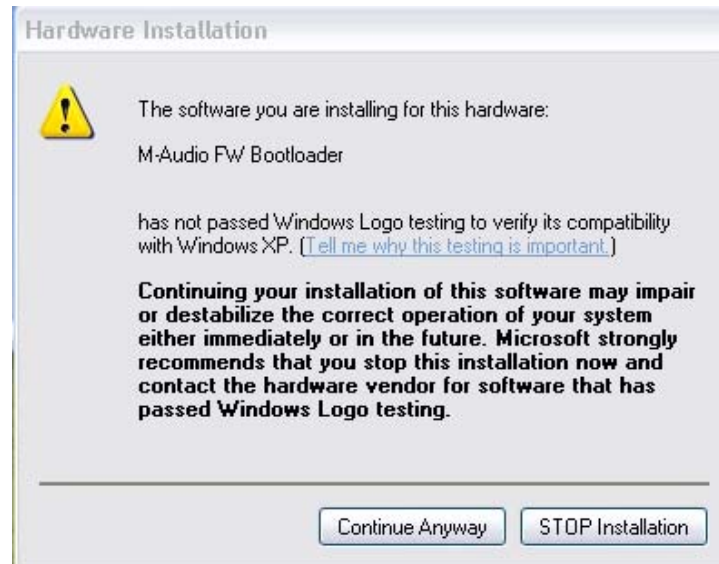 Hardware Installation
The software you are installing for this hardware:
M-Audio FW Bootloader
has not passed Windows Logo testing to verify its compatibility
with Windows XP. (Tell me why this testing is important.)
Continuing your installation of this software may impair
or destabilize the correct operation of your system
either immediately or in the future. Microsoft strongly
recommends that you stop this installation now and
contact the hardware vendor for software that has
passed Windows Logo testing.
Continue Anyway
STOP Installation